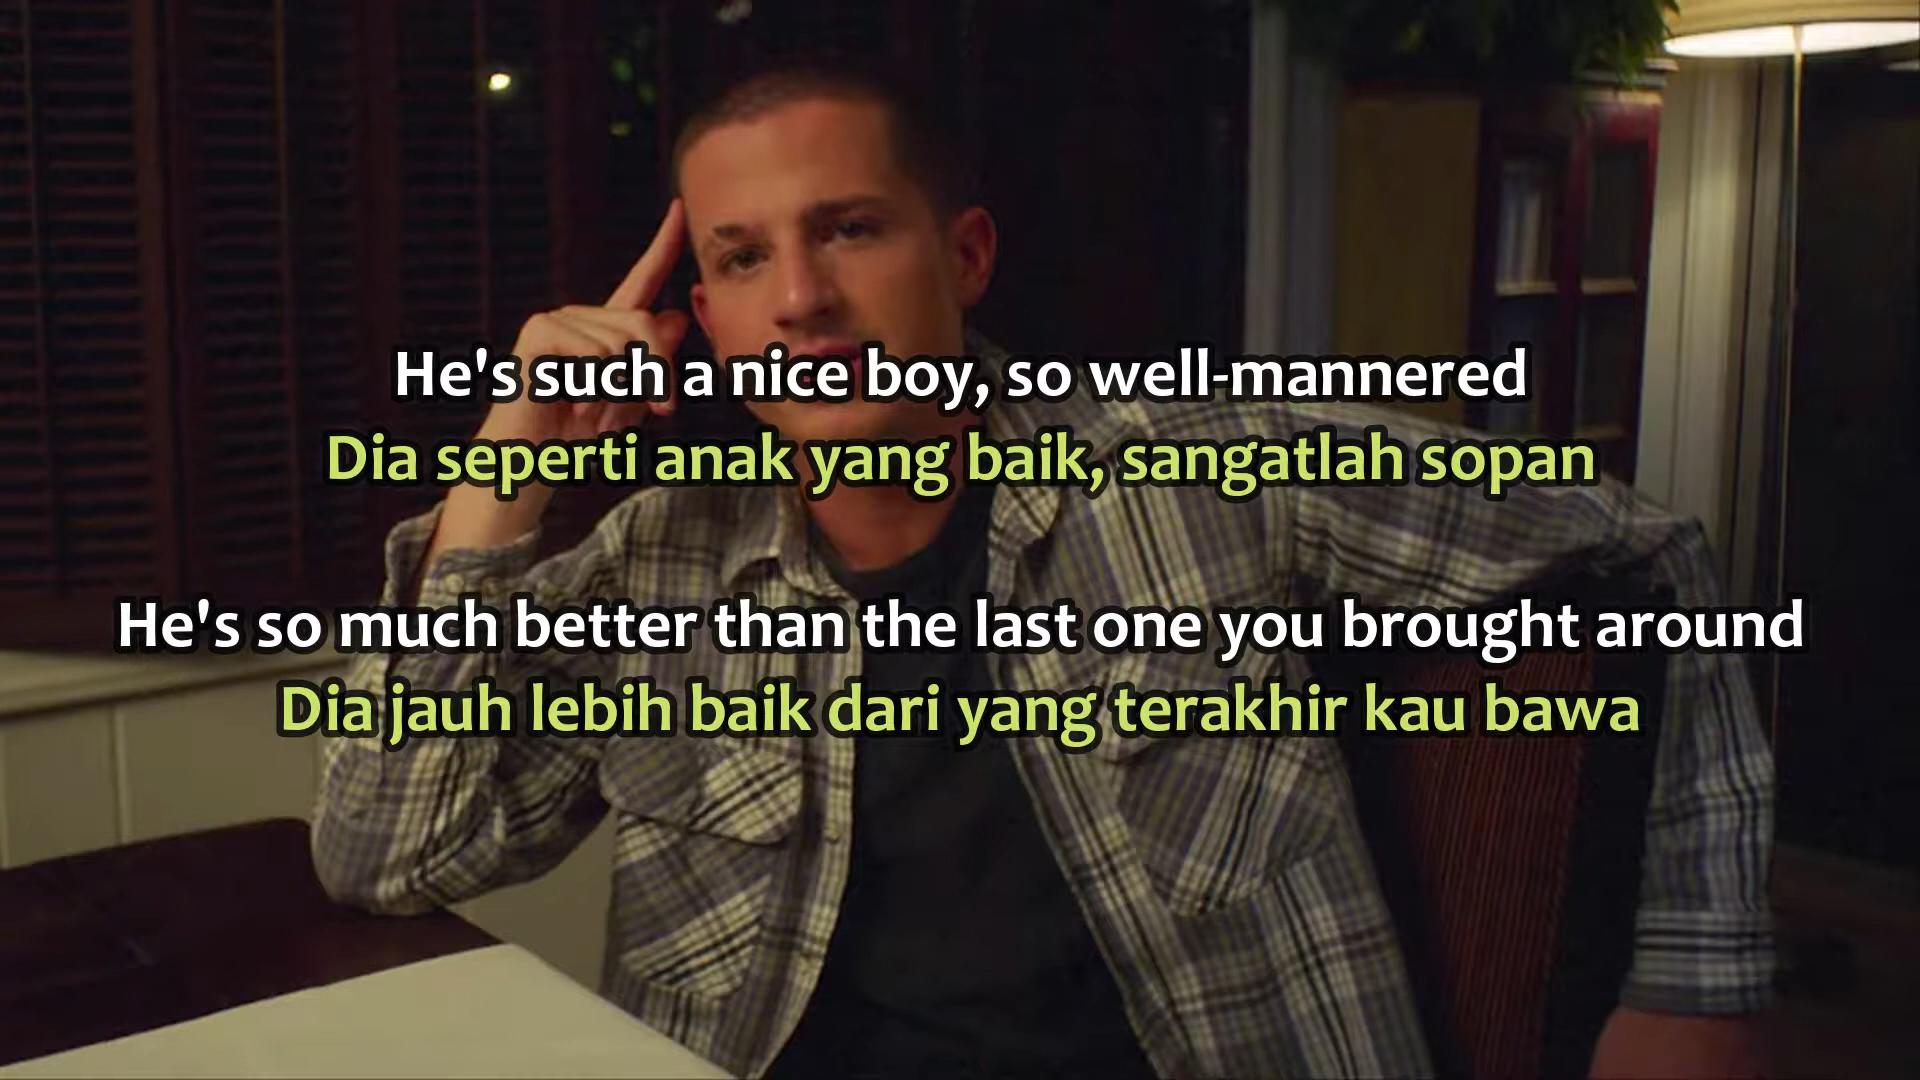 He's such a nice boy, so well-mannered
Dia seperti anak yang baik, sangatlah sopan
He's so much better than the last one you brought around
Dia jauh lebih baik dari yang terakhir kau bawa